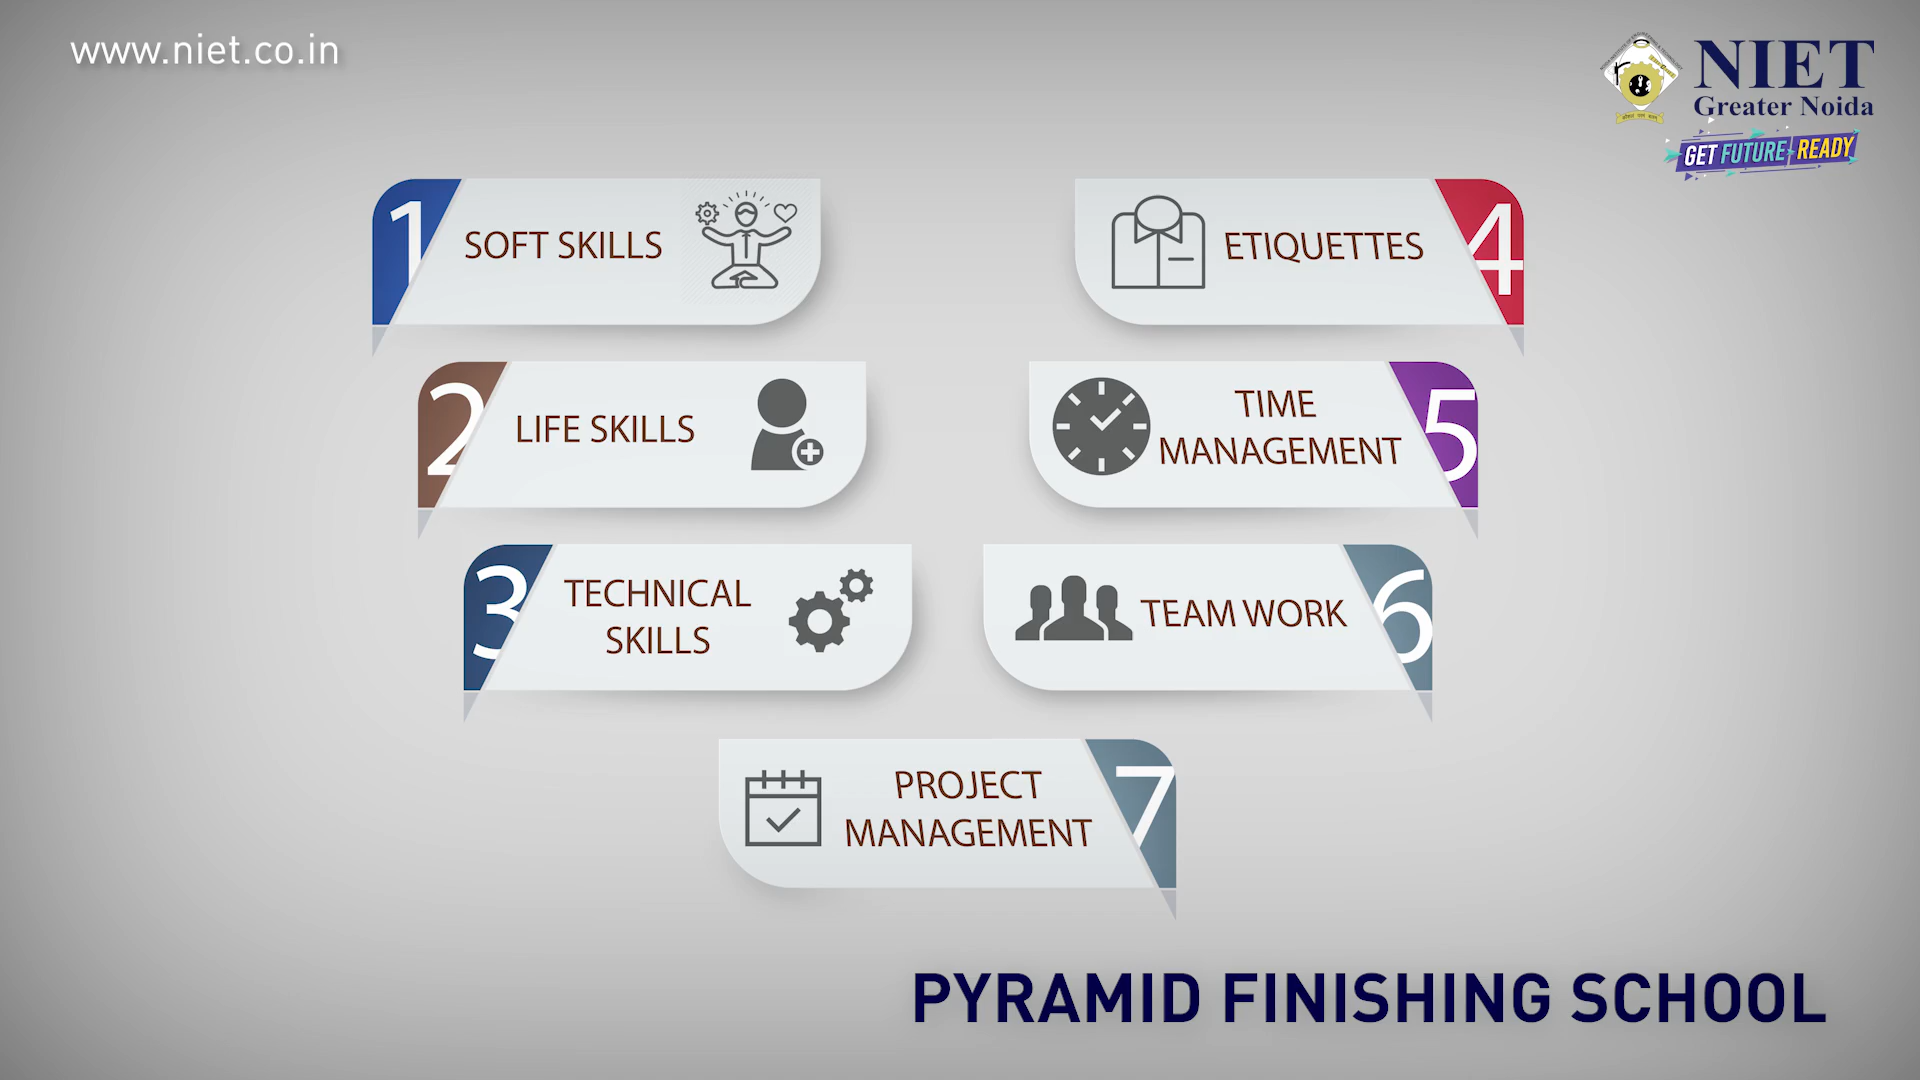 www.niet.co.in
NIET
Greater Noida
GET FUTURE READY
1
SOFT SKILLS
2
LIFE SKILLS
3
TECHNICAL
SKILLS
ETIQUETTES
4
TIME
MANAGEMENT
5
TEAM WORK
6
PROJECT
MANAGEMENT
7
PYRAMID FINISHING SCHOOL